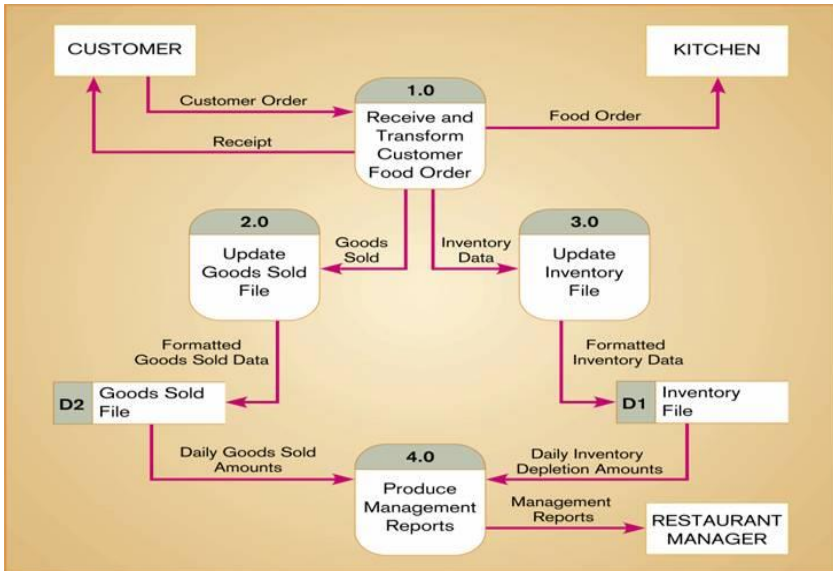 CUSTOMER
KITCHEN
1.0
Receive and
Transform
Customer
Food Order
Customer Order
Receipt
Food Order
2.0
Update
Goods Sold
File
Goods
Sold
Inventory
Data
3.0
Update
Inventory
File
Formatted
Goods Sold Data
Formatted
Inventory Data
D2
Goods Sold
File
D1
Inventory
File
Daily Goods Sold
Amounts
4.0
Produce
Management
Reports
Daily Inventory
Depletion Amounts
Management
Reports
RESTAURANT
MANAGER